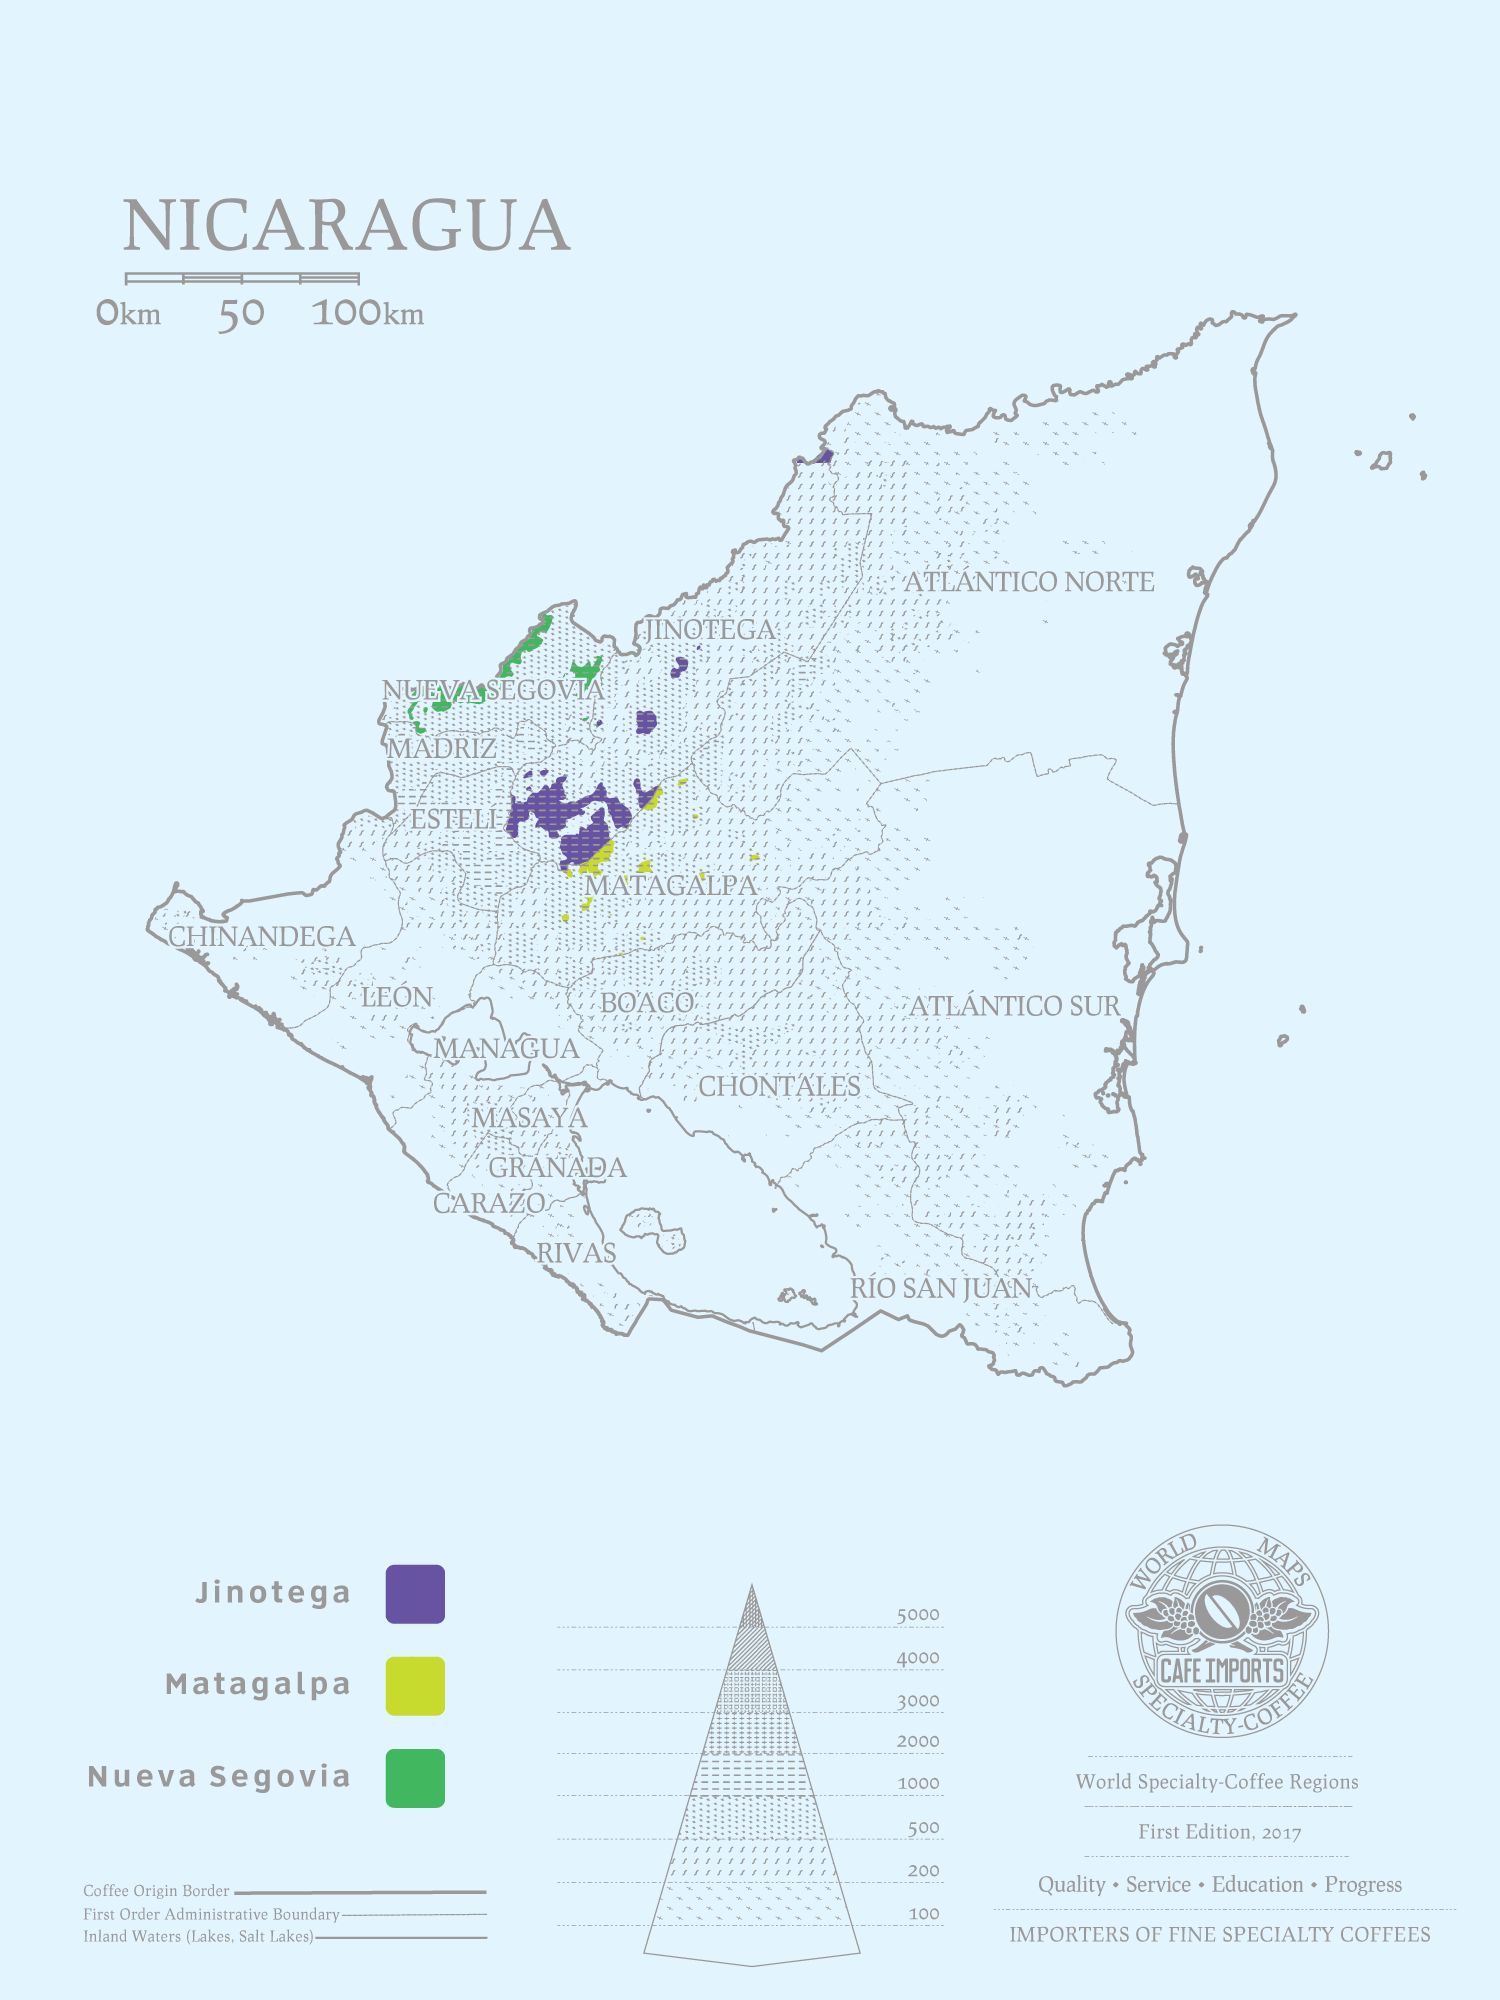 NICARAGUA
0km 50 100km
ATLÁNTICO NORTE
JINOTEGA
NUEVA SEGOVIA
MADRIZ
ESTELI
MATAGALPA
CHINANDEGA
LEÓN
BOACO
ATLÁNTICO SUR
MANAGUA
CHONTALES
MASAYA
GRANADA
CARAZO
RIVAS
RÍO SAN JUAN
Jinotega
Matagalpa
Nueva Segovia
Coffee Origin Border
First Order Administrative Boundary
Inland Waters (Lakes, Salt Lakes)
5000
4000
3000
2000
1000
500
200
100
WORLD MAPS
CAFE IMPORTS
SPECIALTY-COFFEE
World Specialty-Coffee Regions
First Edition, 2017
Quality • Service • Education • Progress
IMPORTERS OF FINE SPECIALTY COFFEES